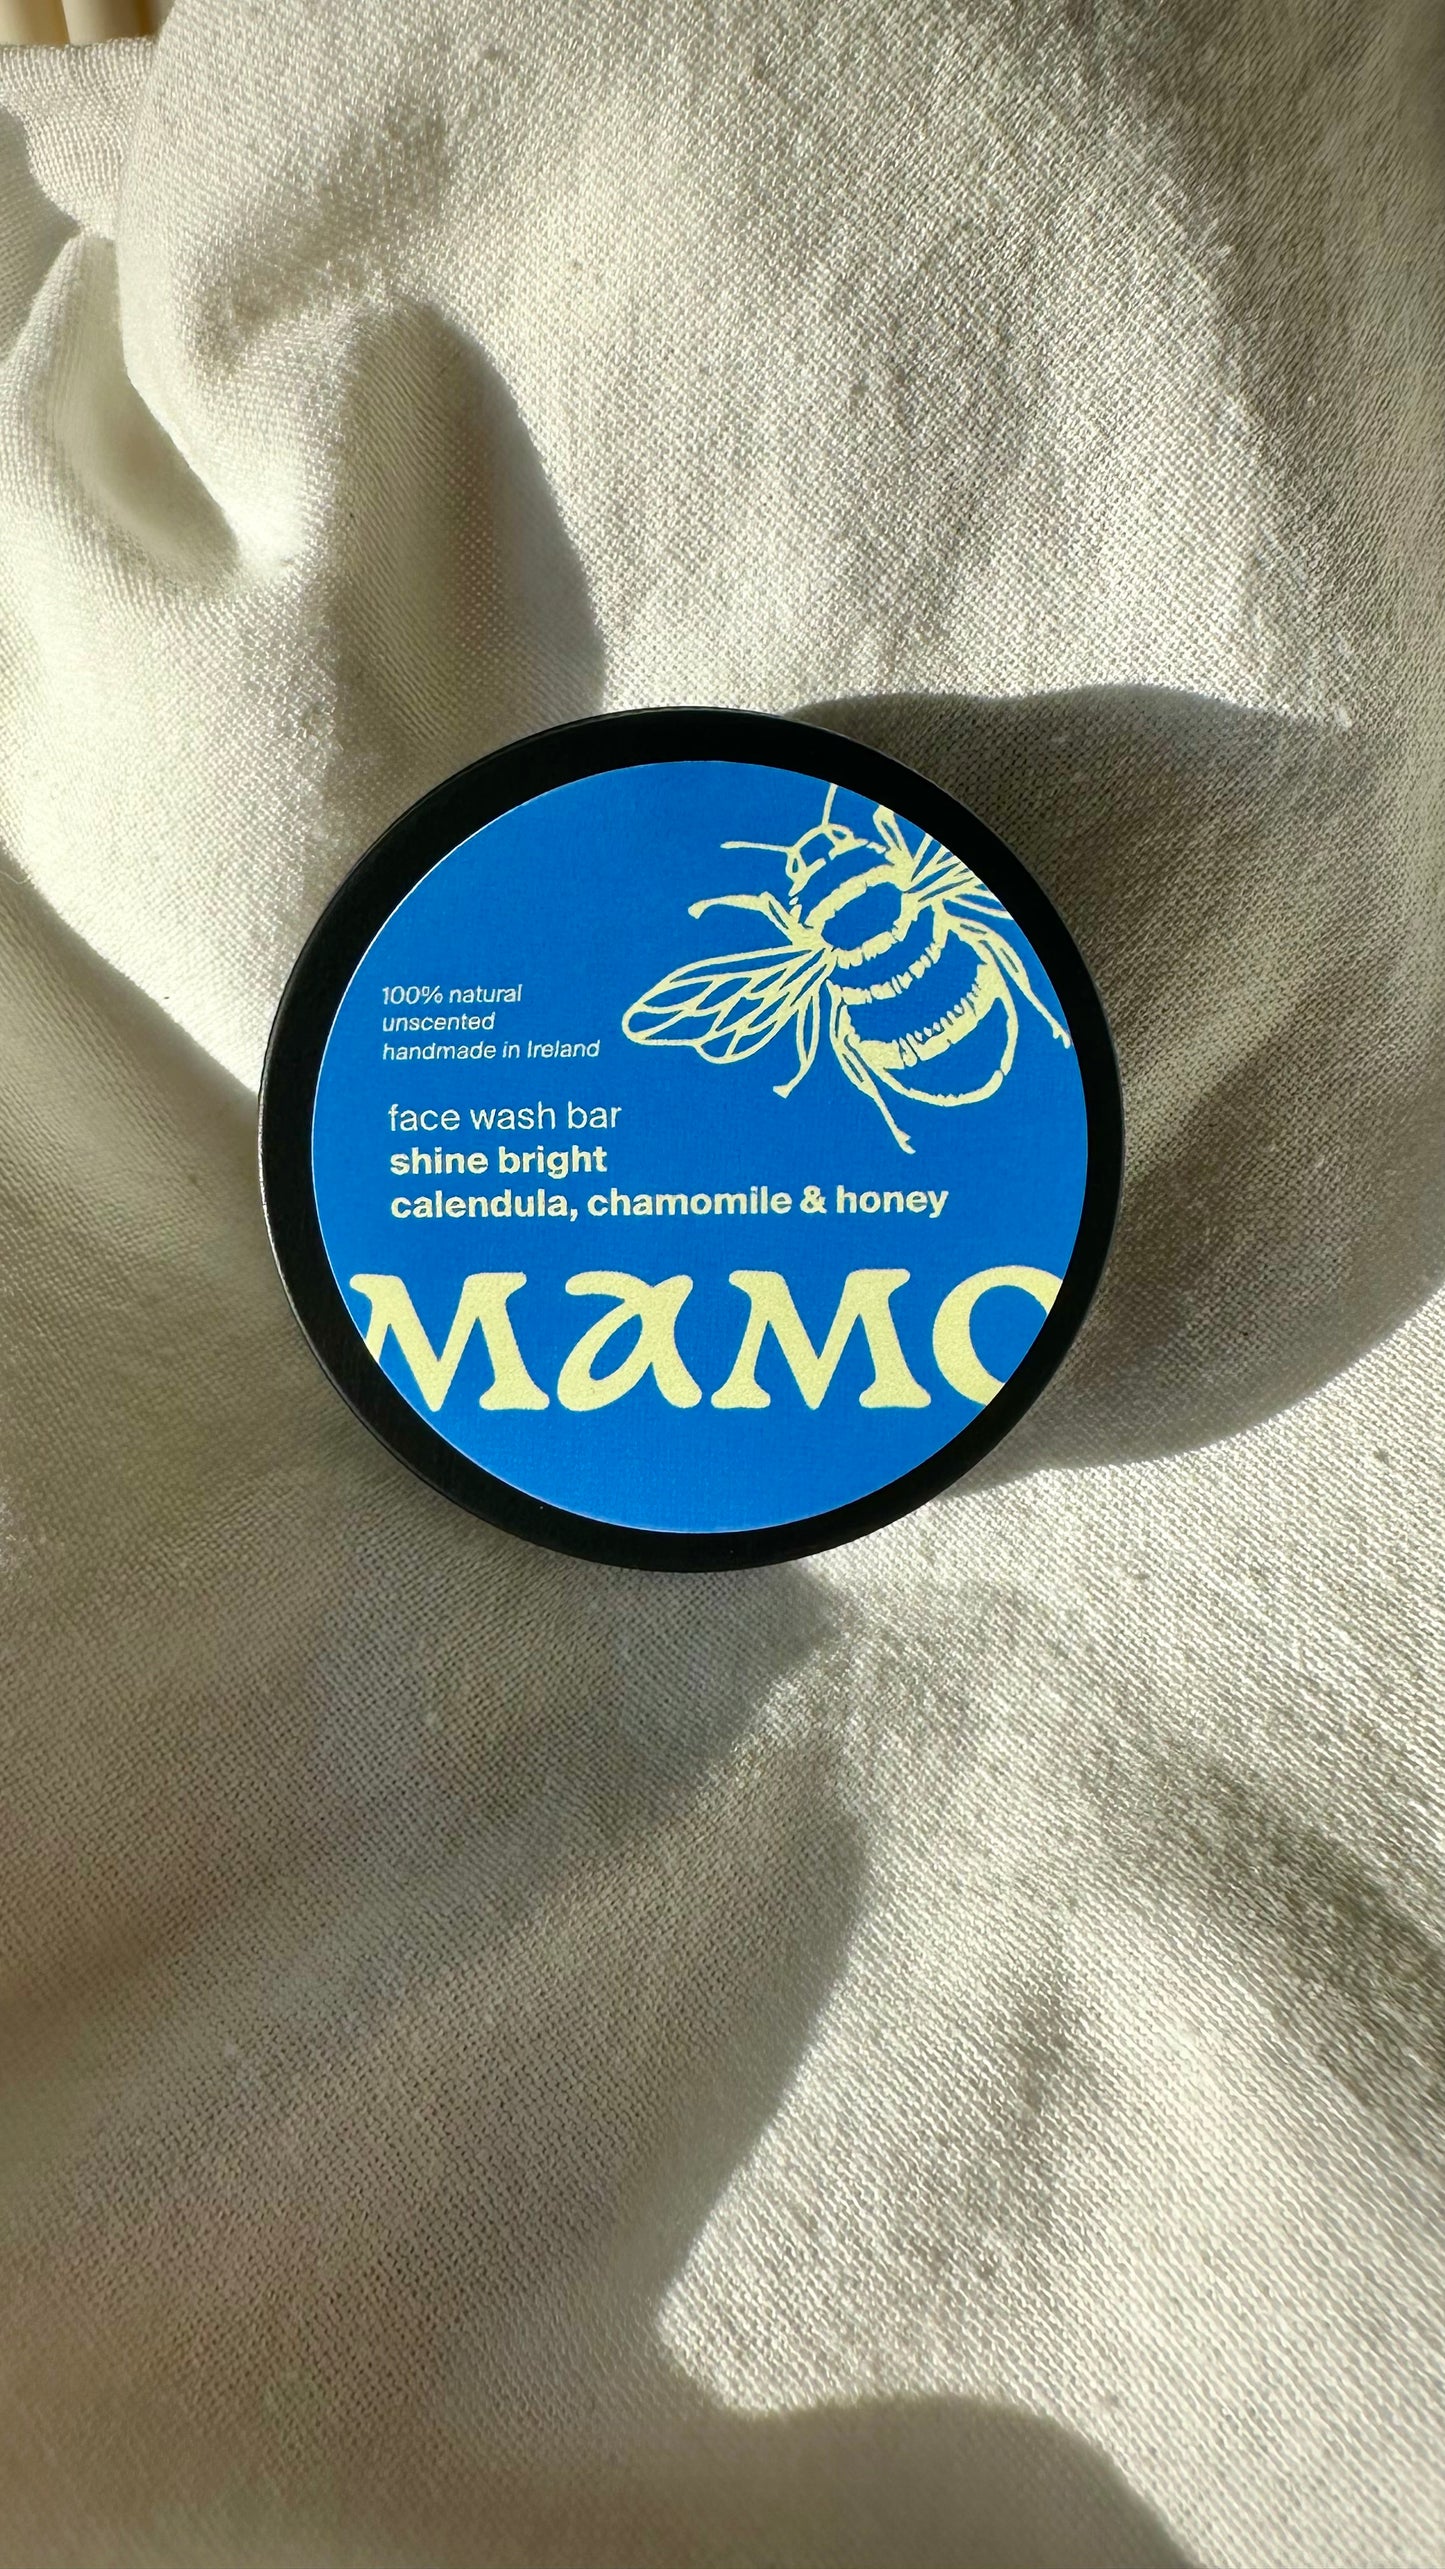 100% natural
unscented
handmade in Ireland
face wash bar
shine bright
calendula, chamomile & honey
MAMO